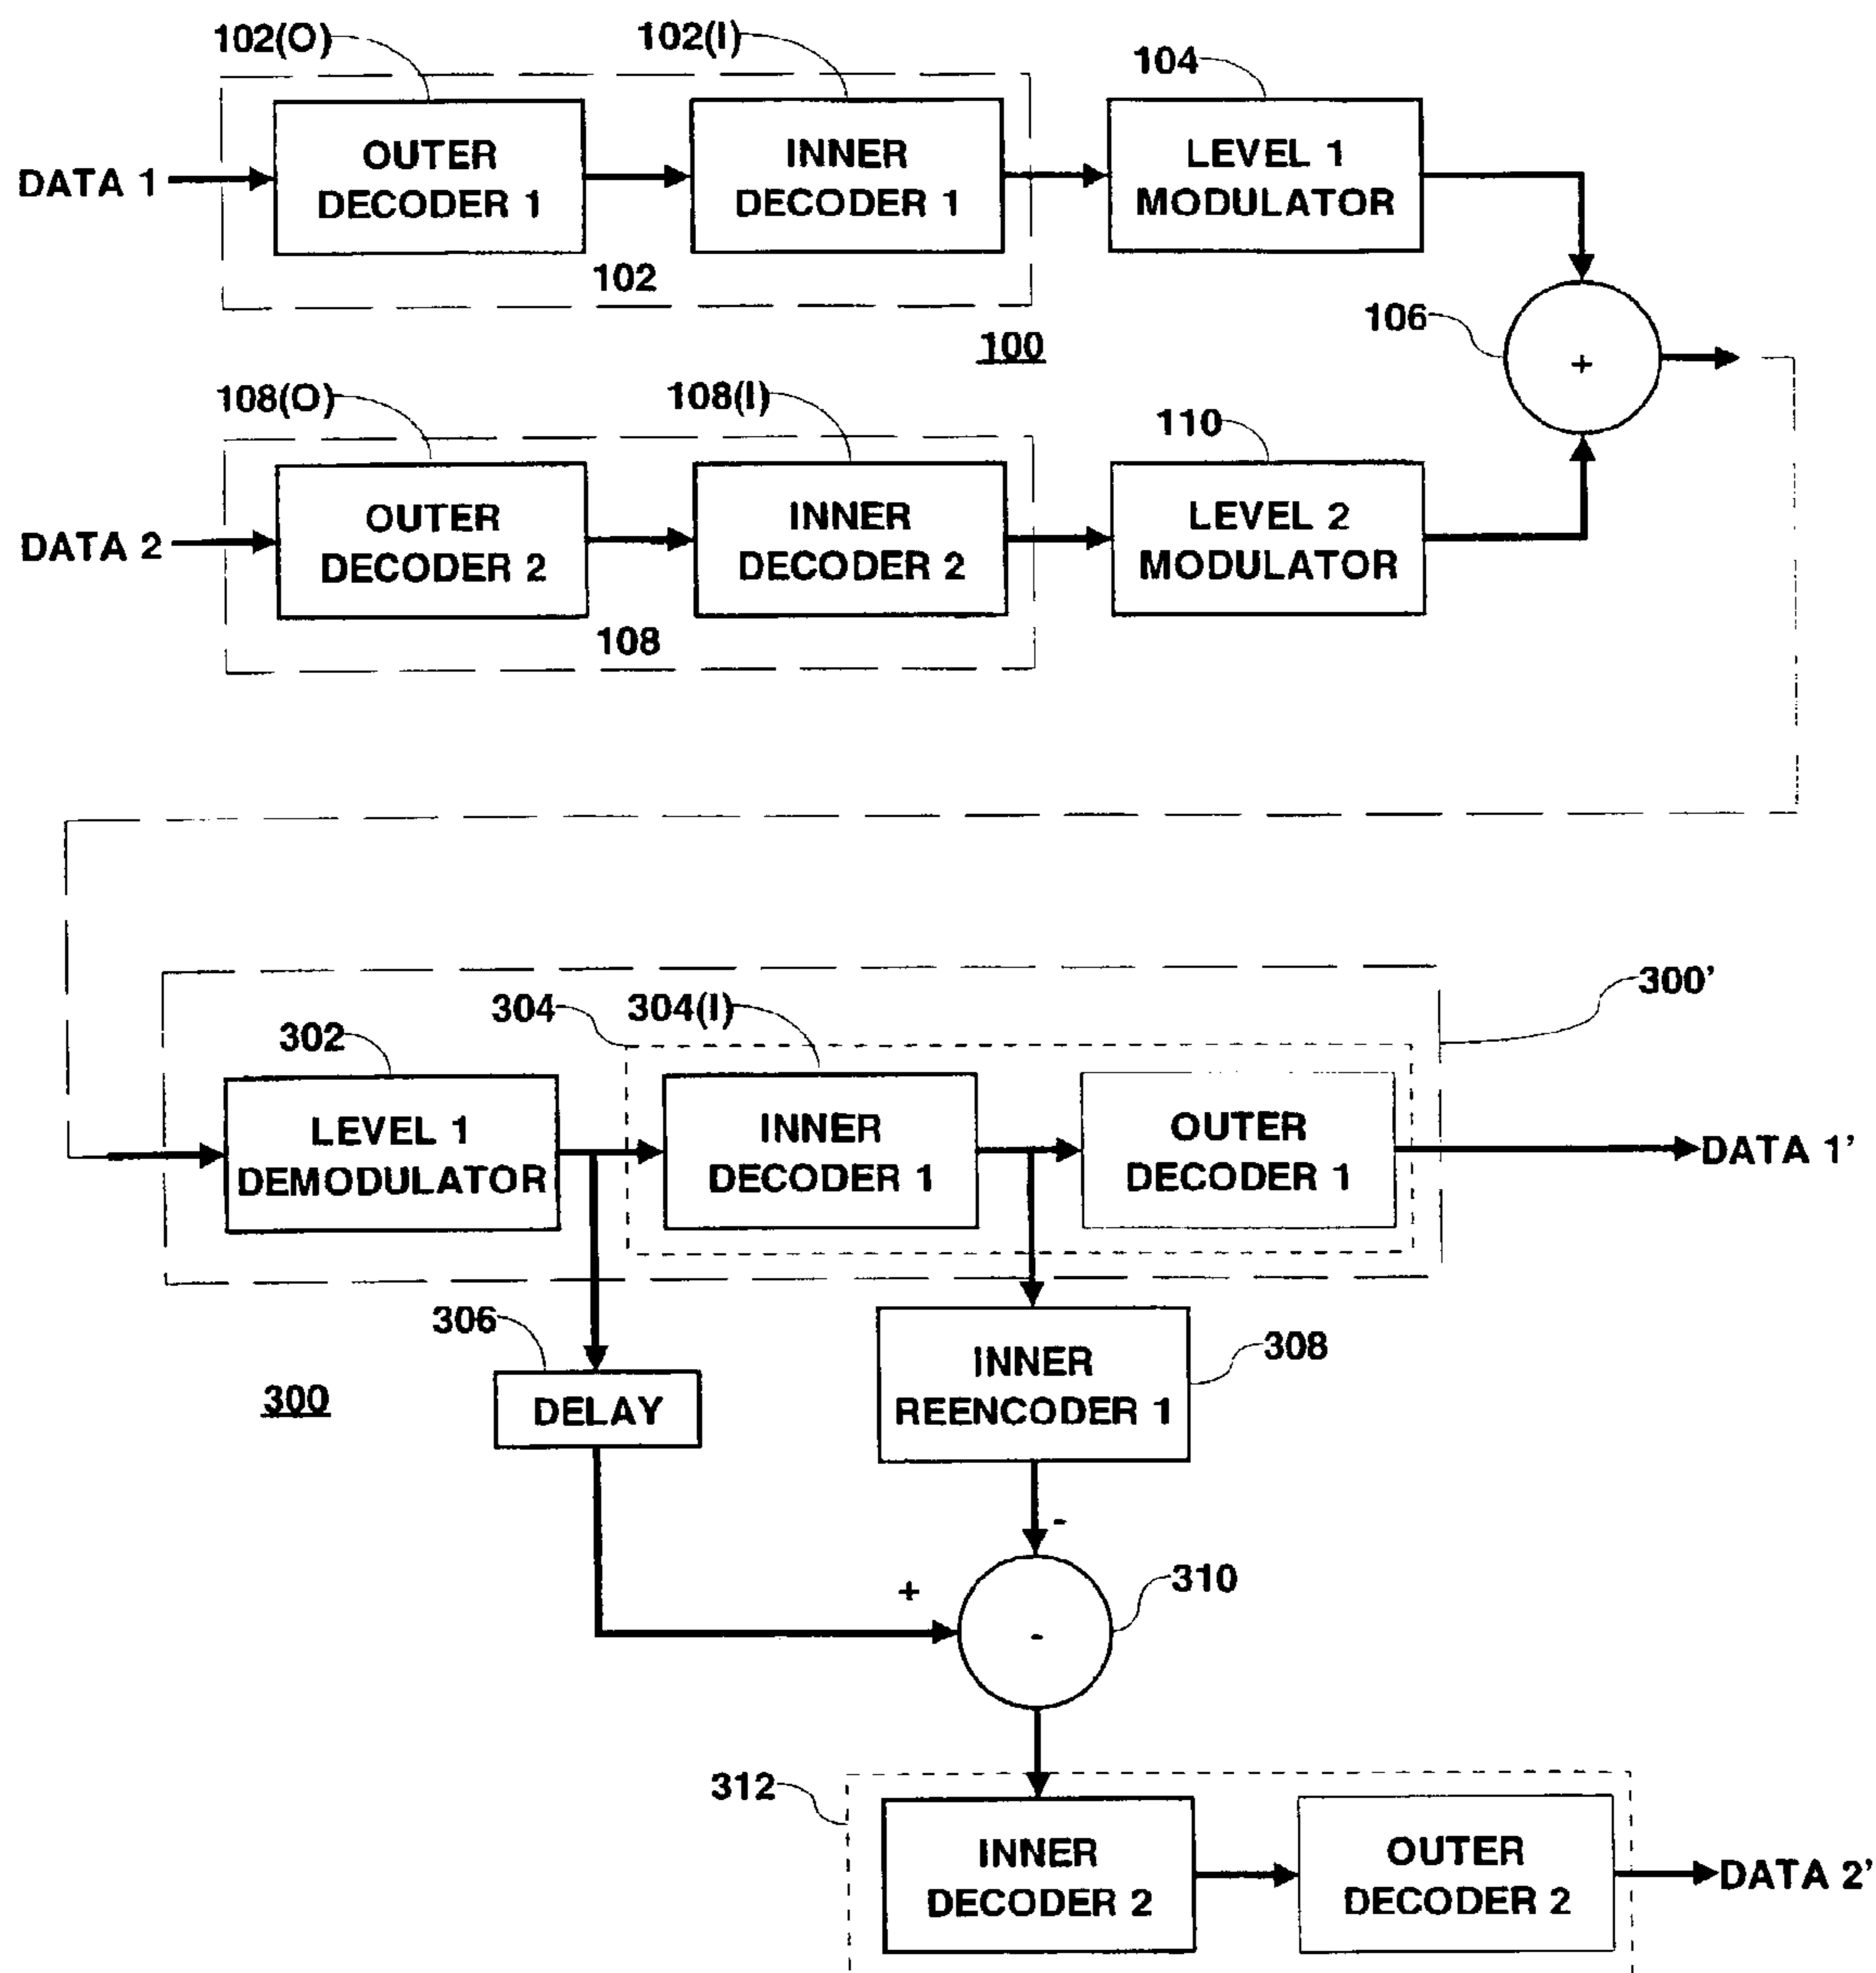 102(O)
102(I)
104
DATA 1
OUTER
DECODER 1
INNER
DECODER 1
LEVEL 1
MODULATOR
102
106
+
100
108(O)
108(I)
110
DATA 2
OUTER
DECODER 2
INNER
DECODER 2
LEVEL 2
MODULATOR
108
300'
304
304(I)
302
LEVEL 1
DEMODULATOR
INNER
DECODER 1
OUTER
DECODER 1
DATA 1'
306
308
300
DELAY
INNER
REENCODER 1
-
+
310
-
312
INNER
DECODER 2
OUTER
DECODER 2
DATA 2'